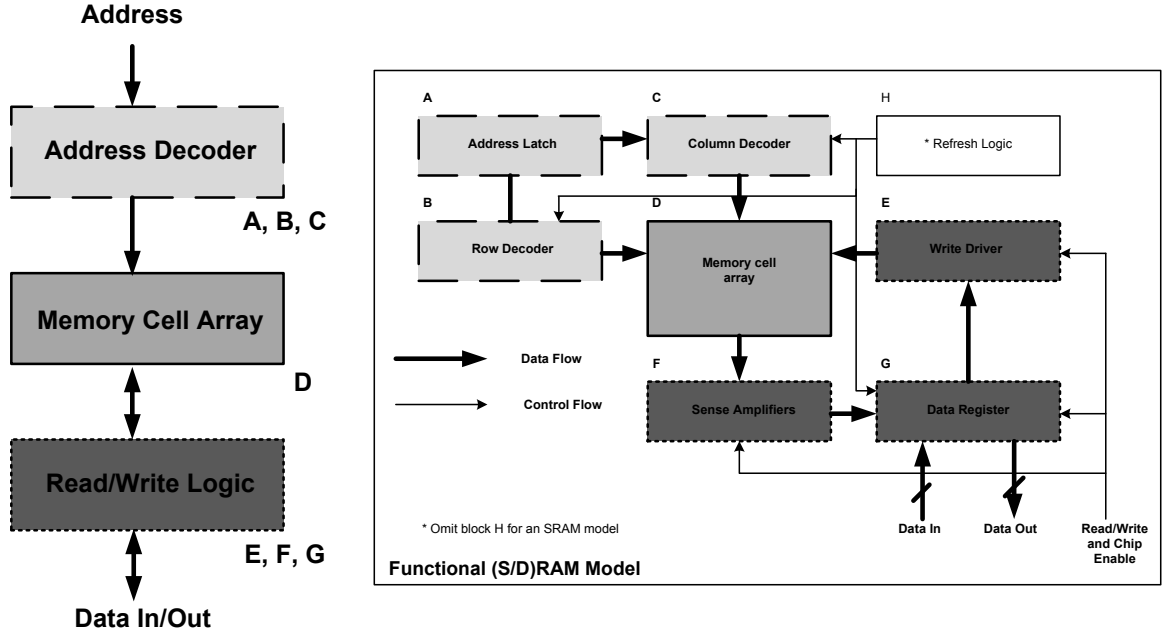 Address
Address Decoder
A, B, C
Memory Cell Array
D
Read/Write Logic
E, F, G
Data In/Out
A
C
H
Address Latch
Column Decoder
* Refresh Logic
B
D
E
Row Decoder
Memory cell
array
Write Driver
Data Flow
F
G
Control Flow
Sense Amplifiers
Data Register
* Omit block H for an SRAM model
Data In
Data Out
Read/Write
and Chip
Enable
Functional (S/D)RAM Model